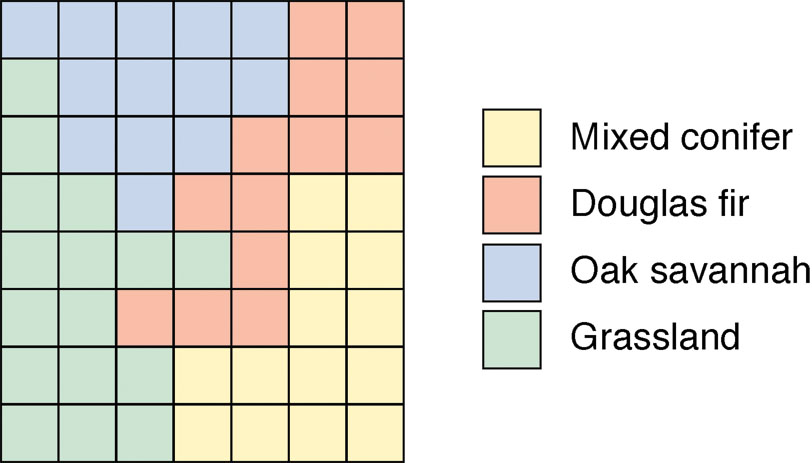 Mixed conifer
Douglas fir
Oak savannah
Grassland